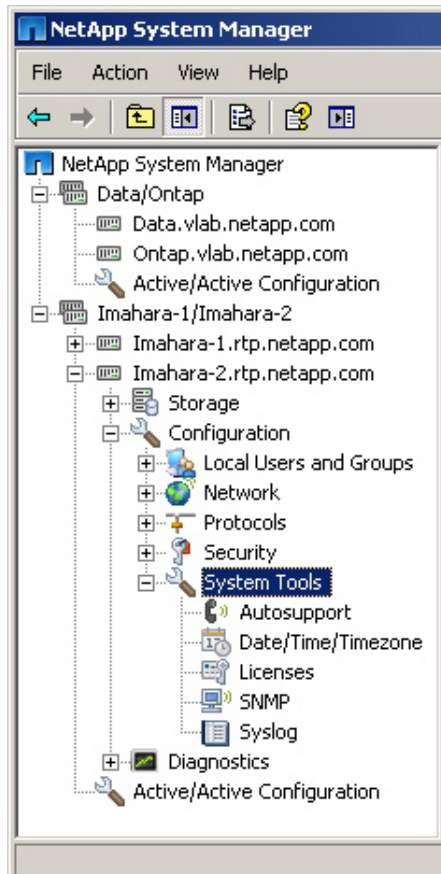 NetApp System Manager
File Action View Help
NetApp System Manager
Data/Ontap
Data.vlab.netapp.com
Ontap.vlab.netapp.com
Active/Active Configuration
Imahara-1/Imahara-2
Imahara-1.rtp.netapp.com
Imahara-2.rtp.netapp.com
Storage
Configuration
Local Users and Groups
Network
Protocols
Security
System Tools
Autosupport
Date/Time/Timezone
Licenses
SNMP
Syslog
Diagnostics
Active/Active Configuration